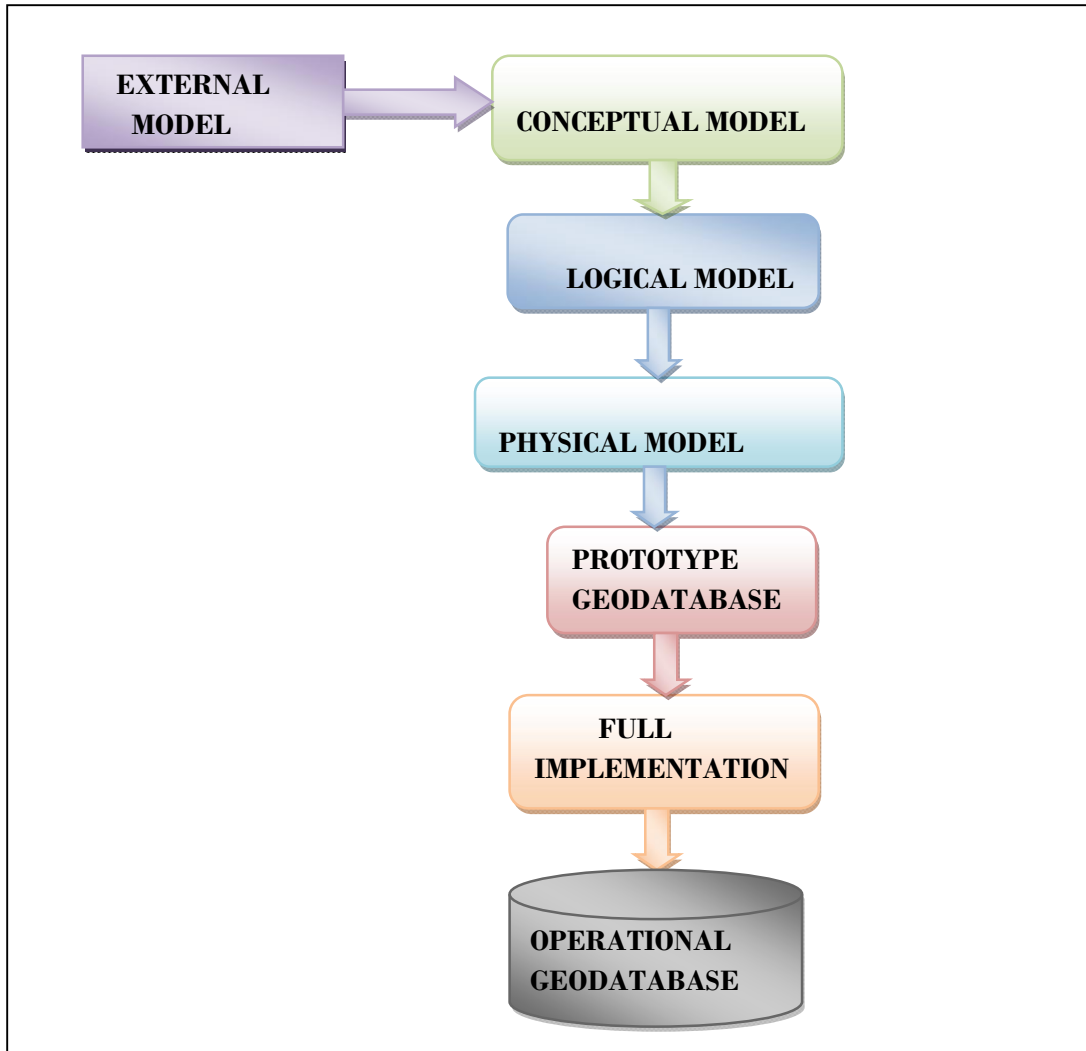 EXTERNAL
MODEL
CONCEPTUAL MODEL
LOGICAL MODEL
PHYSICAL MODEL
PROTOTYPE
GEODATABASE
FULL
IMPLEMENTATION
OPERATIONAL
GEODATABASE